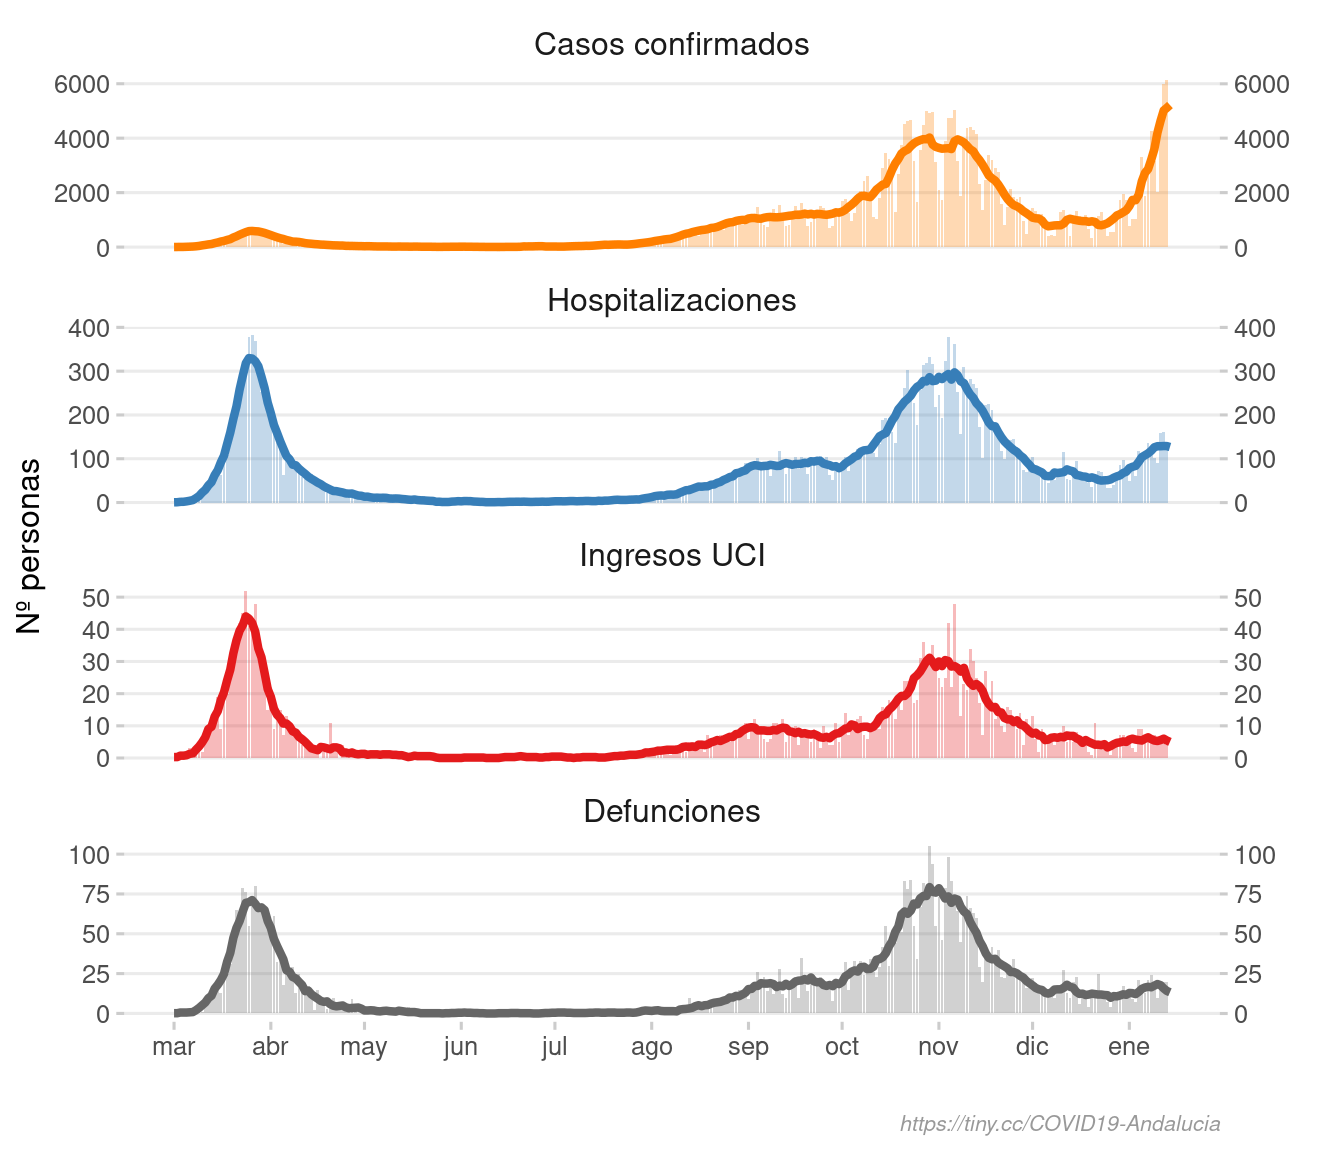 Casos confirmados
6000 6000
4000 4000
2000 2000
0 0
Hospitalizaciones
400 400
300 300
200 200
100 100
0 0
Nº personas
Ingresos UCI
50 50
40 40
30 30
20 20
10 10
0 0
Defunciones
100 100
75 75
50 50
25 25
0 0
mar abr may jun jul ago sep oct nov dic ene
https://tiny.cc/COVID19-Andalucia